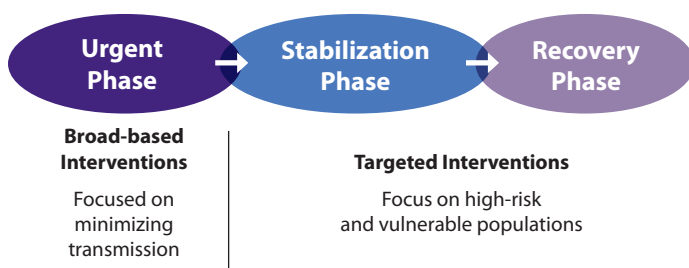 Urgent
Phase
Stabilization
Phase
Recovery
Phase
Broad-based
Interventions
Focused on
minimizing
transmission
Targeted Interventions
Focus on high-risk
and vulnerable populations